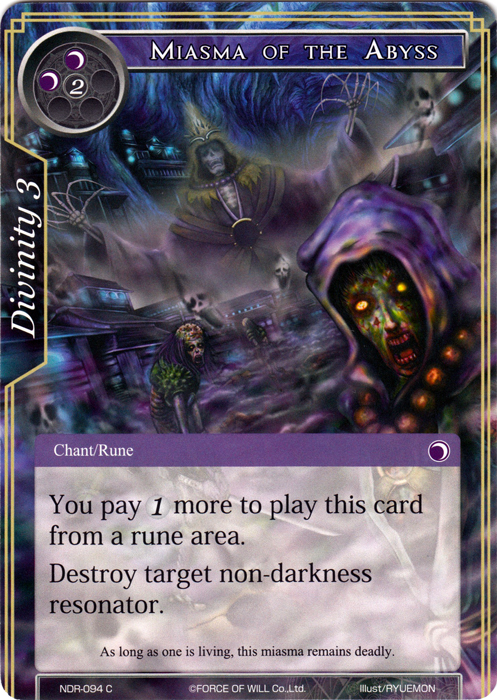 Miasma of the Abyss
2
Divinity 3
Chant/Rune
You pay 1 more to play this card
from a rune area.
Destroy target non-darkness
resonator.
As long as one is living, this miasma remains deadly.
NDR-094 C
©FORCE OF WILL Co.,Ltd.
Illust/RYUEMON